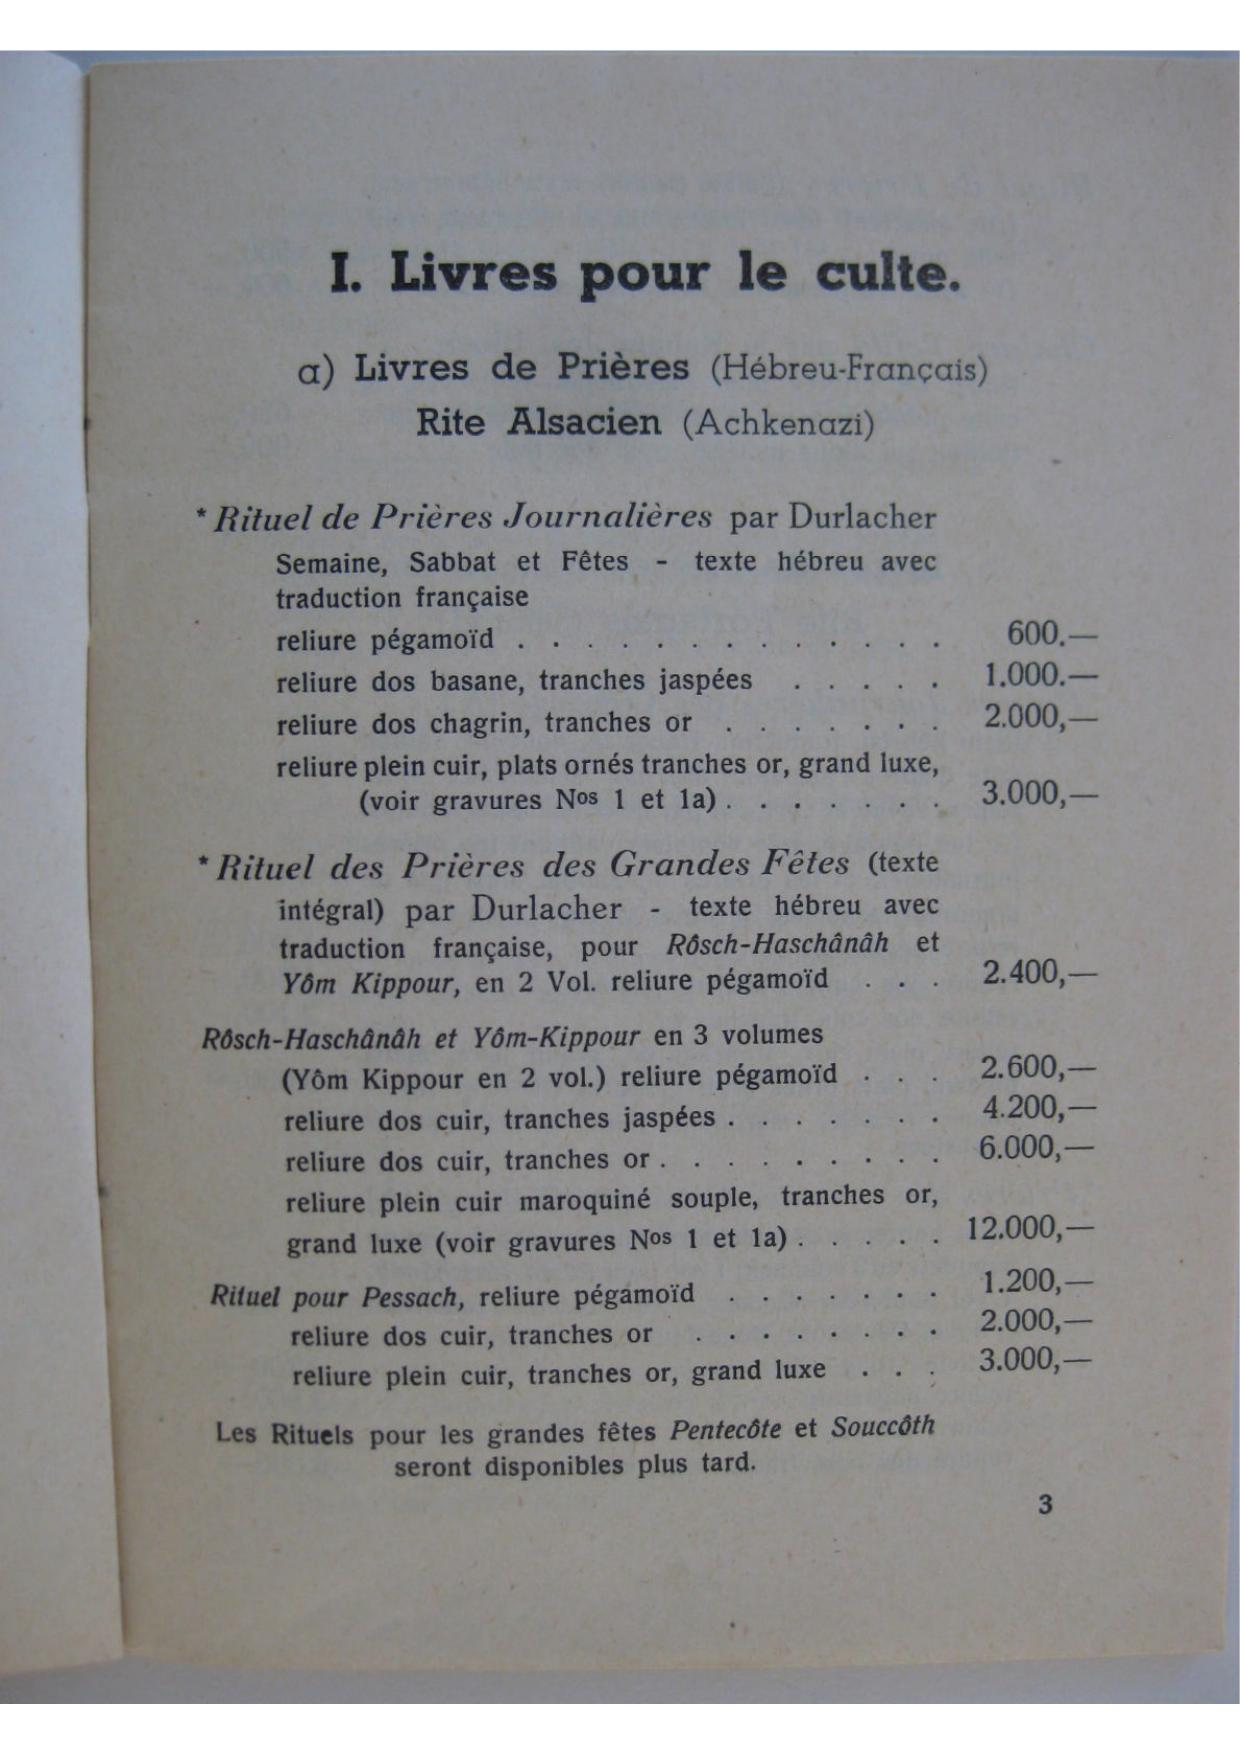 I. Livres pour le culte.
a) Livres de Prières (Hébreu-Français)
Rite Alsacien (Achkenazi)
* Rituel de Prières Journalières par Durlacher
Semaine, Sabbat et Fêtes - texte hébreu avec
traduction française
reliure pégamoïd . . . . . . . . . . . . . 600.—
reliure dos basane, tranches jaspées . . . . . 1.000.—
reliure dos chagrin, tranches or . . . . . . . 2.000,—
reliure plein cuir, plats ornés tranches or, grand luxe,
(voir gravures Nos 1 et 1a) . . . . . . . 3.000,—
* Rituel des Prières des Grandes Fêtes (texte
intégral) par Durlacher - texte hébreu avec
traduction française, pour Rôsch-Haschânâh et
Yôm Kippour, en 2 Vol. reliure pégamoïd . . . 2.400,—
Rôsch-Haschânâh et Yôm-Kippour en 3 volumes
(Yôm Kippour en 2 vol.) reliure pégamoïd . . . 2.600,—
reliure dos cuir, tranches jaspées . . . . . . . 4.200,—
reliure dos cuir, tranches or . . . . . . . . . 6.000,—
reliure plein cuir maroquiné souple, tranches or,
grand luxe (voir gravures Nos 1 et 1a) . . . . . 12.000,—
Rituel pour Pessach, reliure pégamoïd . . . . . . . 1.200,—
reliure dos cuir, tranches or . . . . . . . . 2.000,—
reliure plein cuir, tranches or, grand luxe . . . 3.000,—
Les Rituels pour les grandes fêtes Pentecôte et Souccôth
seront disponibles plus tard.
3